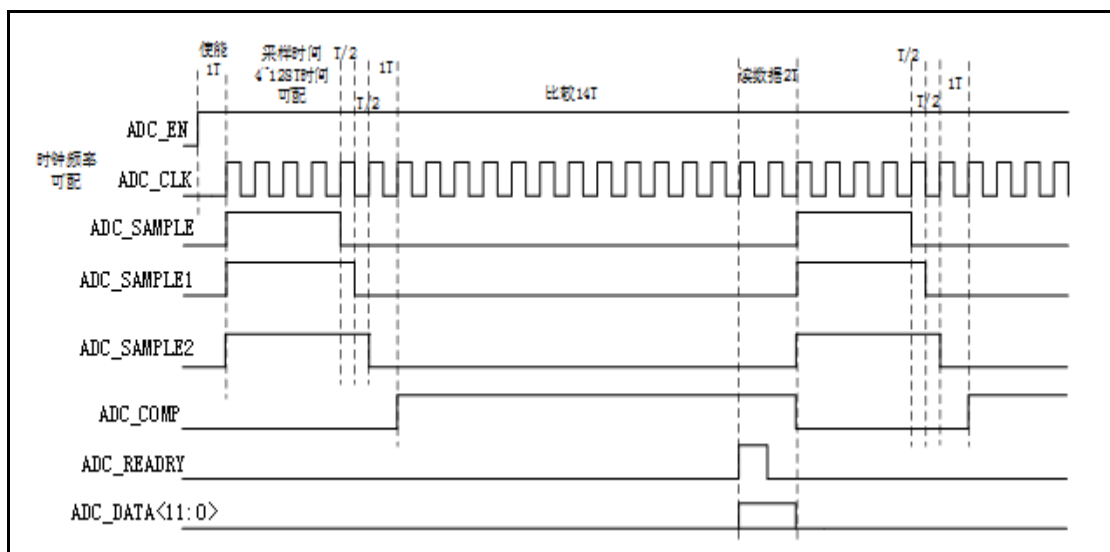 使能
1T
采样时间
4~128T时间
可配
T/2
T/2
1T
比较14T
读数据2T
T/2
T/2
1T
ADC_EN
时钟频率
可配
ADC_CLK
ADC_SAMPLE
ADC_SAMPLE1
ADC_SAMPLE2
ADC_COMP
ADC_READRY
ADC_DATA<11:0>